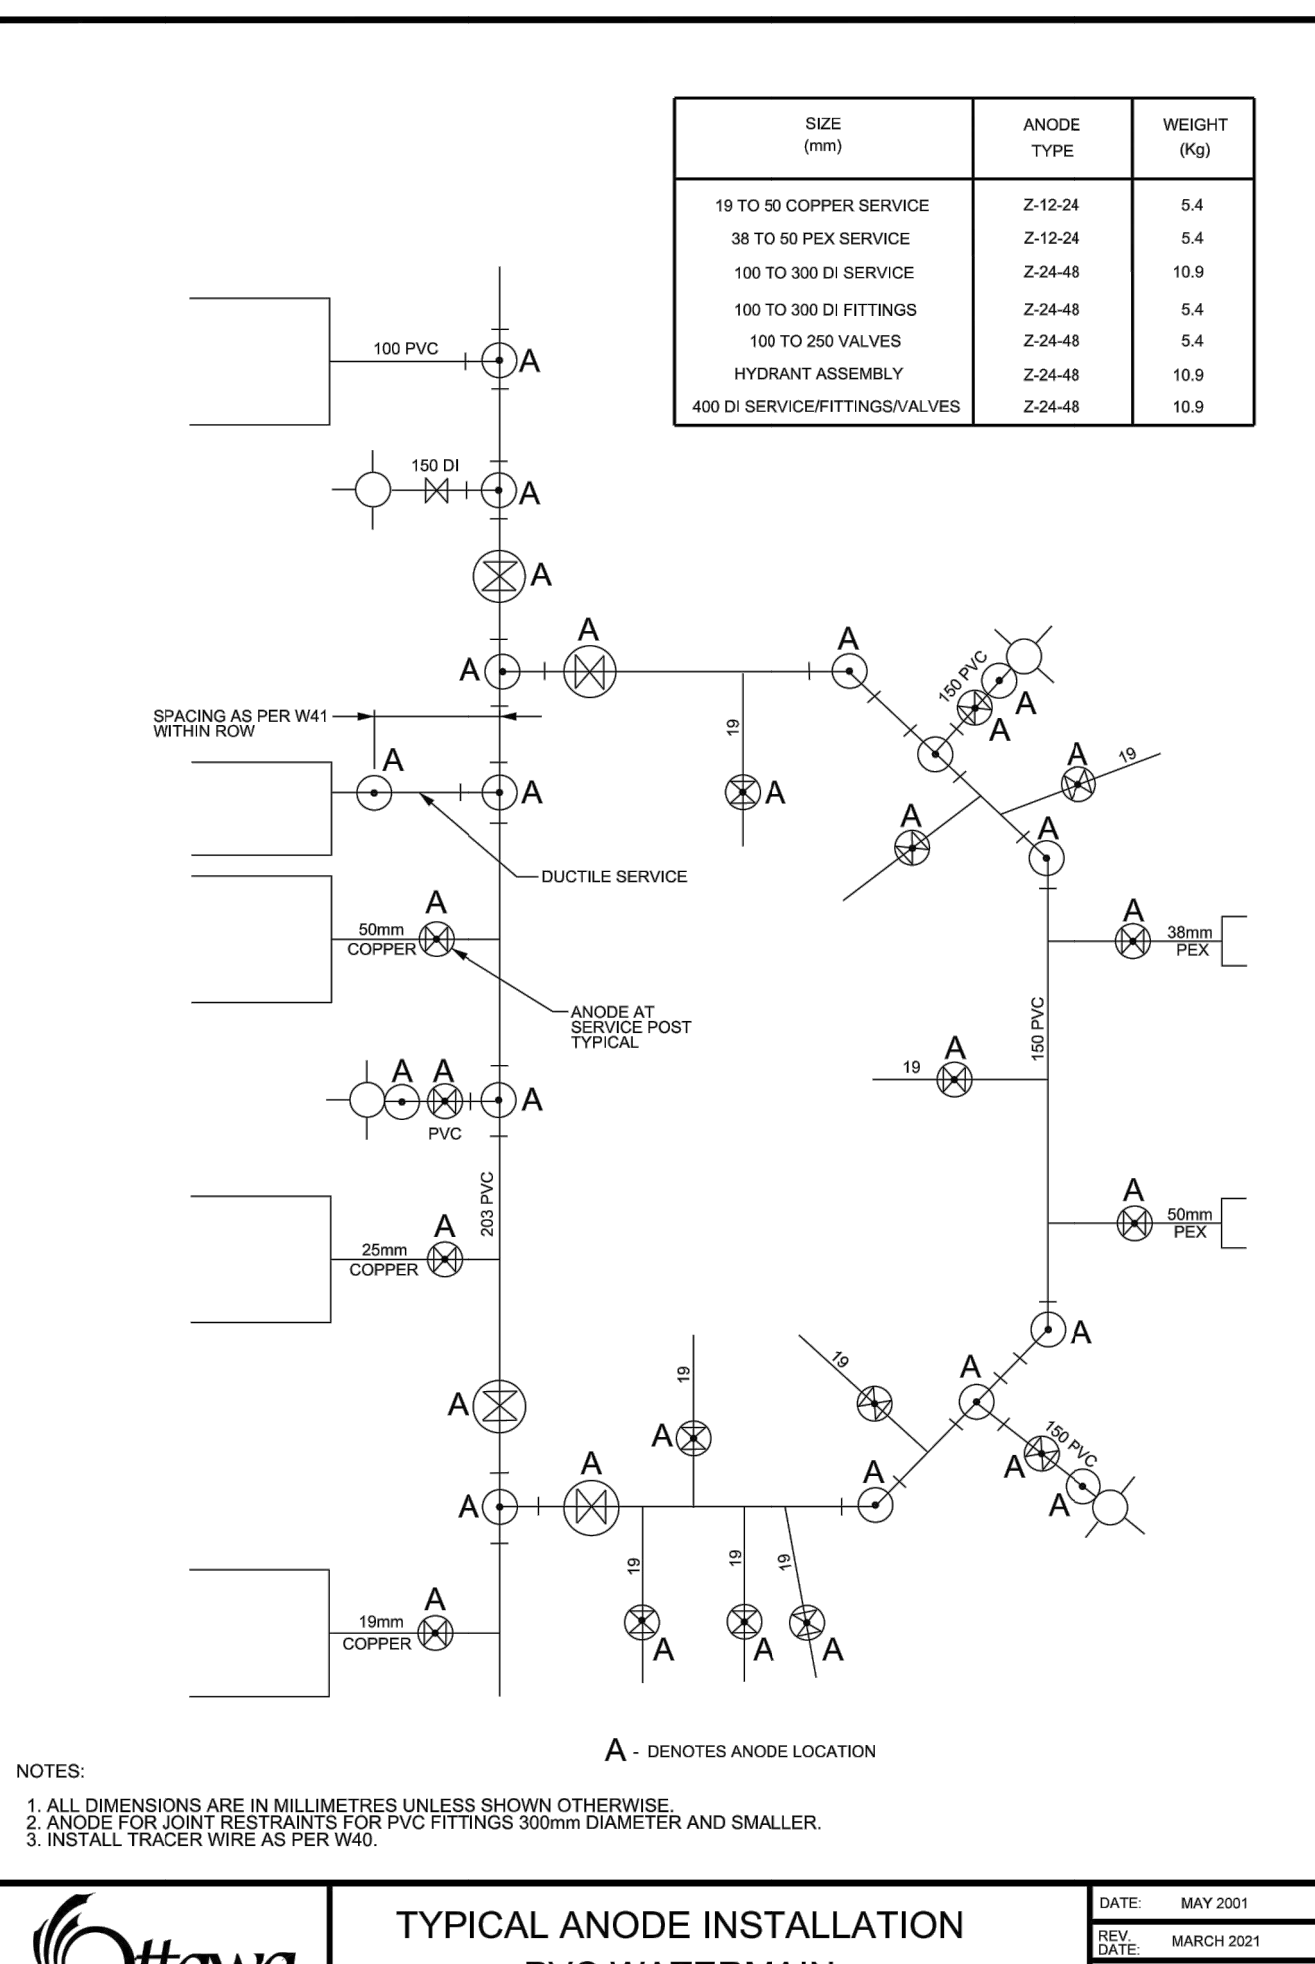 SIZE
(mm)
ANODE
TYPE
WEIGHT
(Kg)
19 TO 50 COPPER SERVICE Z-12-24 5.4
38 TO 50 PEX SERVICE Z-12-24 5.4
100 TO 300 DI SERVICE Z-24-48 10.9
100 TO 300 DI FITTINGS Z-24-48 5.4
100 TO 250 VALVES Z-24-48 5.4
HYDRANT ASSEMBLY Z-24-48 10.9
400 DI SERVICE/FITTINGS/VALVES Z-24-48 10.9
100 PVC
A
150 DI
A
A
A
A
A
150 PVC
A
A
SPACING AS PER W41
WITHIN ROW
19
A
19
A
A
A
A
A
DUCTILE SERVICE
A
50mm
COPPER
A
38mm
PEX
ANODE AT
SERVICE POST
TYPICAL
150 PVC
19
A
A
A
A
PVC
203 PVC
A
50mm
PEX
A
25mm
COPPER
A
19
19
A
A
150 PVC
A
A
A
A
A
A
A
19
19
19
A
19mm
COPPER
A
A
A
A - DENOTES ANODE LOCATION
NOTES:
1. ALL DIMENSIONS ARE IN MILLIMETRES UNLESS SHOWN OTHERWISE.
2. ANODE FOR JOINT RESTRAINTS FOR PVC FITTINGS 300mm DIAMETER AND SMALLER.
3. INSTALL TRACER WIRE AS PER W40.
Ottawa
TYPICAL ANODE INSTALLATION
PVC WATERMAIN
DATE: MAY 2001
REV.
DATE: MARCH 2021